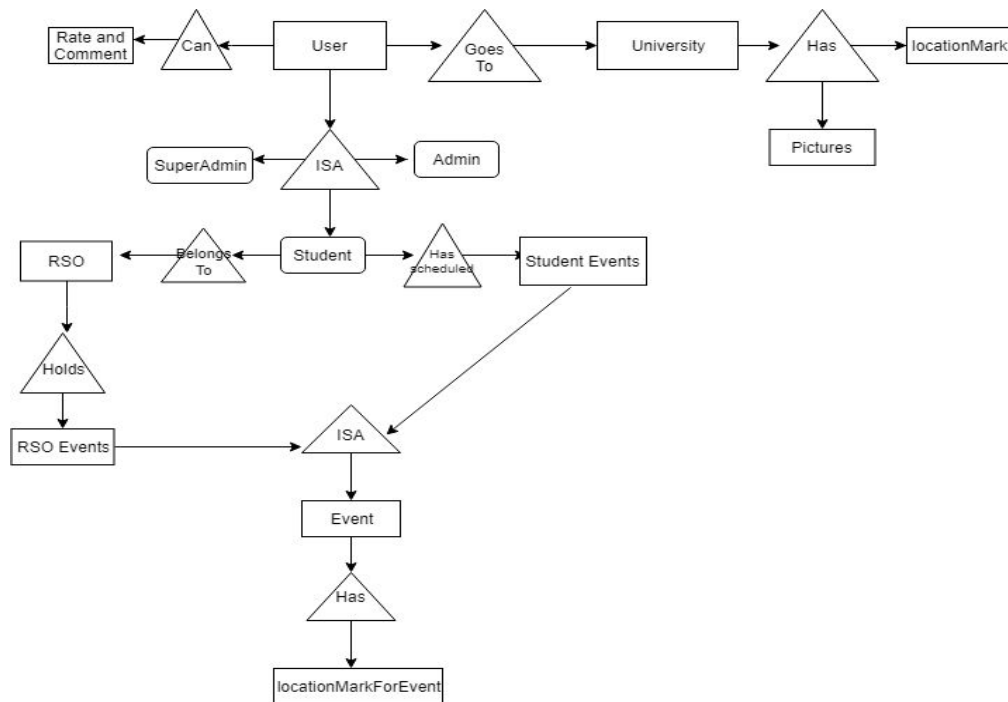 Rate and
Comment
Can
User
Goes
To
University
Has
locationMark
Pictures
SuperAdmin
ISA
Admin
RSO
Belongs
To
Student
Has
scheduled
Student Events
Holds
RSO Events
ISA
Event
Has
locationMarkForEvent